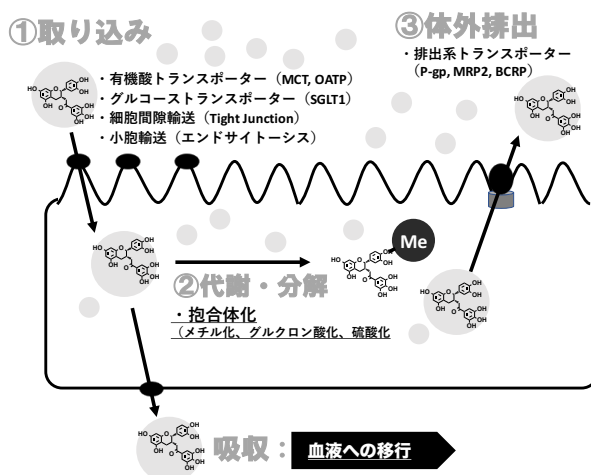 ①取り込み
・有機酸トランスポーター（MCT, OATP）
・グルコーストランスポーター（SGLT1）
・細胞間隙輸送（Tight Junction）
・小胞輸送（エンドサイトーシス）
③体外排出
・排出系トランスポーター
（P-gp, MRP2, BCRP）
Me
②代謝・分解
・抱合体化
（メチル化、グルクロン酸化、硫酸化
吸収：
血液への移行